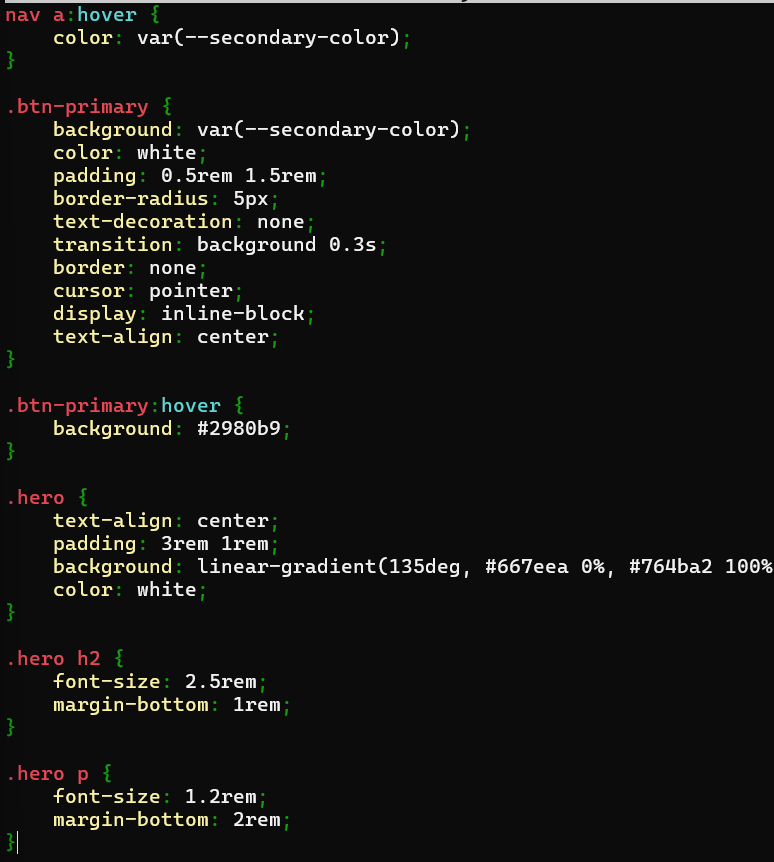 nav a:hover {
    color: var(--secondary-color);
}

.btn-primary {
    background: var(--secondary-color);
    color: white;
    padding: 0.5rem 1.5rem;
    border-radius: 5px;
    text-decoration: none;
    transition: background 0.3s;
    border: none;
    cursor: pointer;
    display: inline-block;
    text-align: center;
}

.btn-primary:hover {
    background: #2980b9;
}

.hero {
    text-align: center;
    padding: 3rem 1rem;
    background: linear-gradient(135deg, #667eea 0%, #764ba2 100%
    color: white;
}

.hero h2 {
    font-size: 2.5rem;
    margin-bottom: 1rem;
}

.hero p {
    font-size: 1.2rem;
    margin-bottom: 2rem;
}